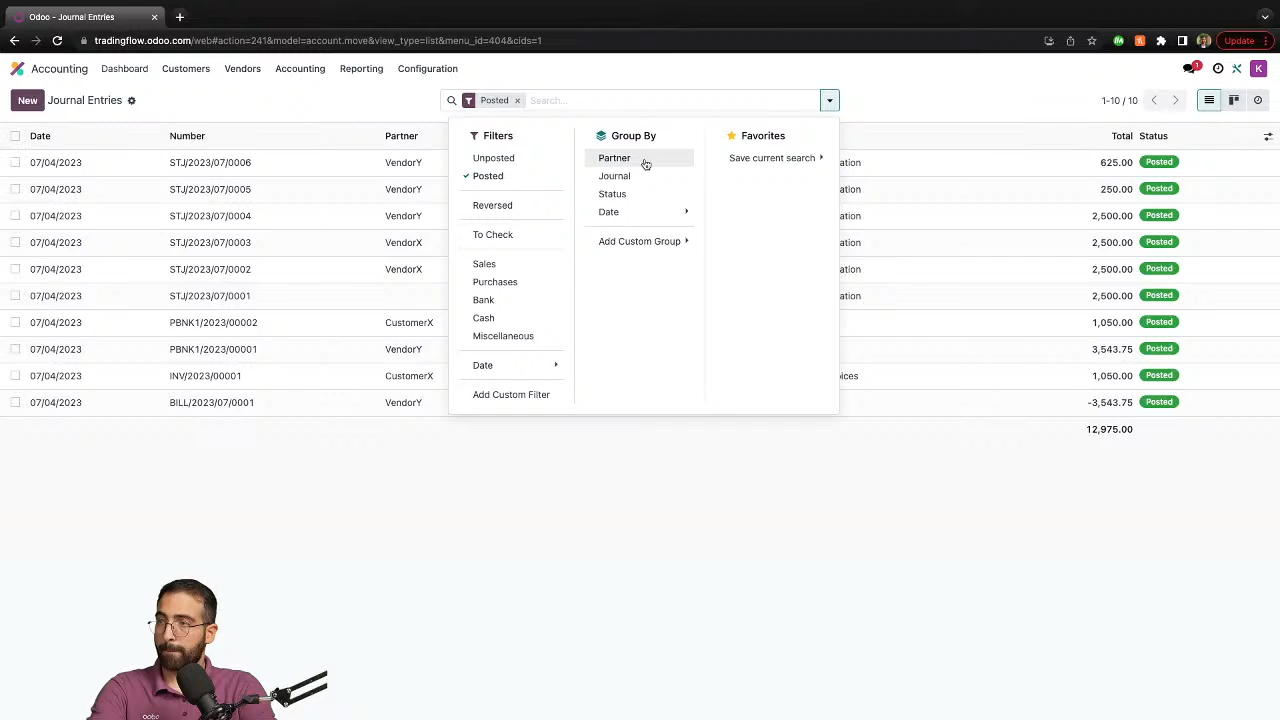 Odoo - Journal Entries
tradingflow.odoo.com/web#action=241&model=account.move&view_type=list&menu_id=404&cids=1
Update
Accounting Dashboard Customers Vendors Accounting Reporting Configuration
1
K
New Journal Entries
Posted
Search...
1-10 / 10
Date Number Partner Total Status
07/04/2023 STJ/2023/07/0006 VendorY ation 625.00 Posted
07/04/2023 STJ/2023/07/0005 VendorY ation 250.00 Posted
07/04/2023 STJ/2023/07/0004 VendorY ation 2,500.00 Posted
07/04/2023 STJ/2023/07/0003 VendorX ation 2,500.00 Posted
07/04/2023 STJ/2023/07/0002 VendorX ation 2,500.00 Posted
07/04/2023 STJ/2023/07/0001 ation 2,500.00 Posted
07/04/2023 PBNK1/2023/00002 CustomerX 1,050.00 Posted
07/04/2023 PBNK1/2023/00001 VendorY 3,543.75 Posted
07/04/2023 INV/2023/00001 CustomerX oices 1,050.00 Posted
07/04/2023 BILL/2023/07/0001 VendorY -3,543.75 Posted
12,975.00
Filters
Unposted
Posted
Reversed
To Check
Sales
Purchases
Bank
Cash
Miscellaneous
Date
Add Custom Filter
Group By
Partner
Journal
Status
Date
Add Custom Group
Favorites
Save current search
odoo